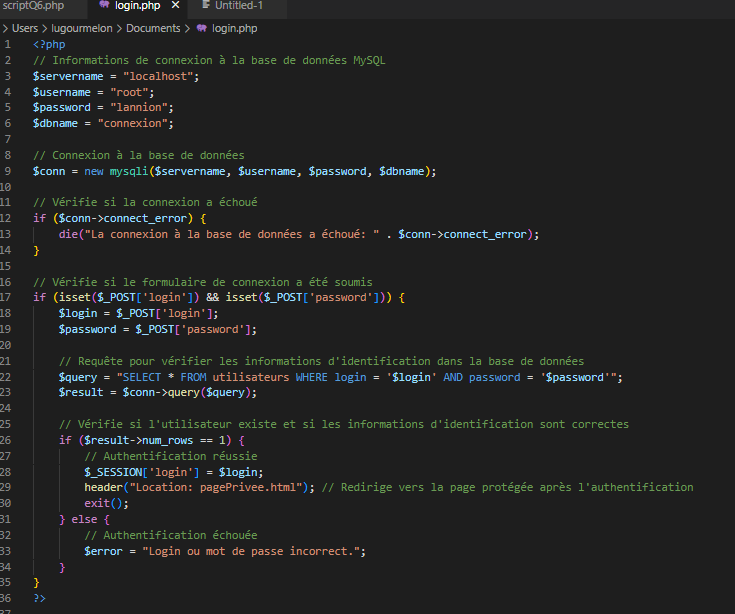 scriptQ6.php login.php × Untitled-1
> Users > lugourmelon > Documents > login.php
1 <?php
2 // Informations de connexion à la base de données MySQL
3 $servername = "localhost";
4 $username = "root";
5 $password = "lannion";
6 $dbname = "connexion";
7
8 // Connexion à la base de données
9 $conn = new mysqli($servername, $username, $password, $dbname);
10
11 // Vérifie si la connexion a échoué
12 if ($conn->connect_error) {
13     die("La connexion à la base de données a échoué: " . $conn->connect_error);
14 }
15
16 // Vérifie si le formulaire de connexion a été soumis
17 if (isset($_POST['login']) && isset($_POST['password'])) {
18     $login = $_POST['login'];
19     $password = $_POST['password'];
20
21     // Requête pour vérifier les informations d'identification dans la base de données
22     $query = "SELECT * FROM utilisateurs WHERE login = '$login' AND password = '$password'";
23     $result = $conn->query($query);
24
25     // Vérifie si l'utilisateur existe et si les informations d'identification sont correctes
26     if ($result->num_rows == 1) {
27         // Authentification réussie
28         $_SESSION['login'] = $login;
29         header("Location: pagePrivee.html"); // Redirige vers la page protégée après l'authentification
30         exit();
31     } else {
32         // Authentification échouée
33         $error = "Login ou mot de passe incorrect.";
34     }
35 }
36 ?>
37